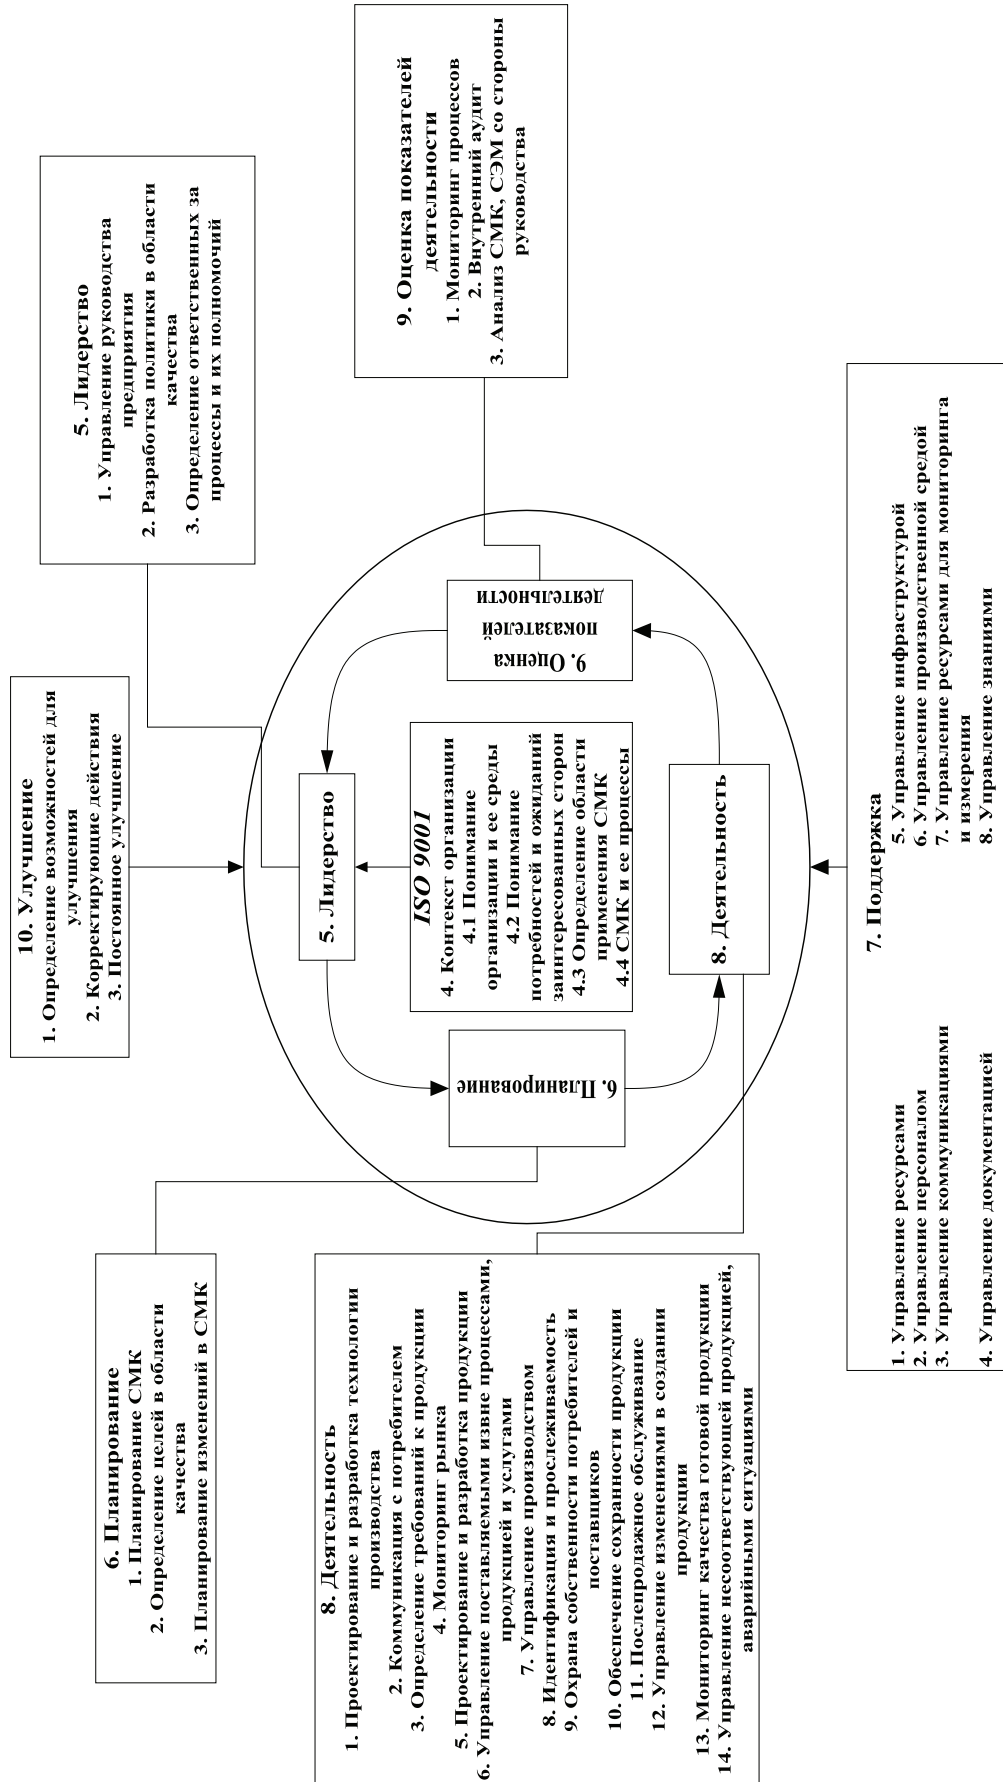 10. Улучшение
1. Определение возможностей для
улучшения
2. Корректирующие действия
3. Постоянное улучшение
5. Лидерство
1. Управление руководства
предприятия
2. Разработка политики в области
качества
3. Определение ответственных за
процессы и их полномочий
6. Планирование
1. Планирование СМК
2. Определение целей в области
качества
3. Планирование изменений в СМК
9. Оценка показателей
деятельности
1. Мониторинг процессов
2. Внутренний аудит
3. Анализ СМК, СЭМ со стороны
руководства
5. Лидерство
6. Планирование
ISO 9001
4. Контекст организации
4.1 Понимание
организации и ее среды
4.2 Понимание
потребностей и ожиданий
заинтересованных сторон
4.3 Определение области
применения СМК
4.4 СМК и ее процессы
9. Оценка
показателей
деятельности
8. Деятельность
8. Деятельность
1. Проектирование и разработка технологии
производства
2. Коммуникация с потребителем
3. Определение требований к продукции
4. Мониторинг рынка
5. Проектирование и разработка продукции
6. Управление поставляемыми извне процессами,
продукцией и услугами
7. Управление производством
8. Идентификация и прослеживаемость
9. Охрана собственности потребителей и
поставщиков
10. Обеспечение сохранности продукции
11. Послепродажное обслуживание
12. Управление изменениями в создании
продукции
13. Мониторинг качества готовой продукции
14. Управление несоответствующей продукцией,
аварийными ситуациями
7. Поддержка
1. Управление ресурсами
2. Управление персоналом
3. Управление коммуникациями
4. Управление документацией
5. Управление инфраструктурой
6. Управление производственной средой
7. Управление ресурсами для мониторинга
и измерения
8. Управление знаниями